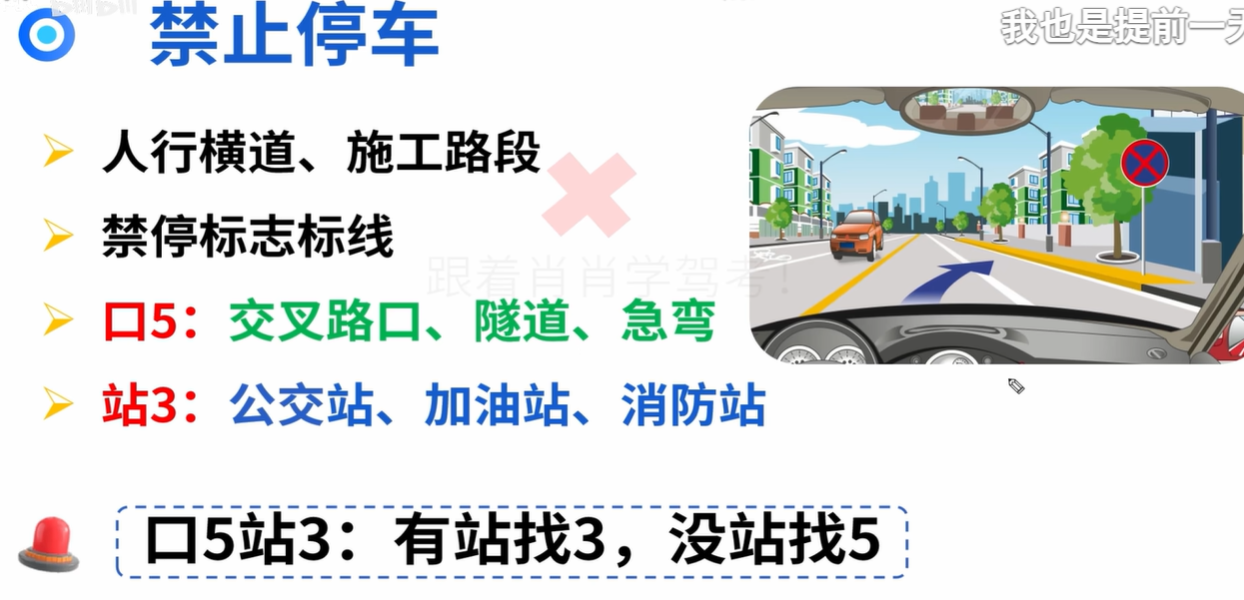 禁止停车
我也是提前一天
人行横道、施工路段
禁停标志标线
跟着肖肖学驾考!
口5：交叉路口、隧道、急弯
站3：公交站、加油站、消防站
口5站3：有站找3，没站找5